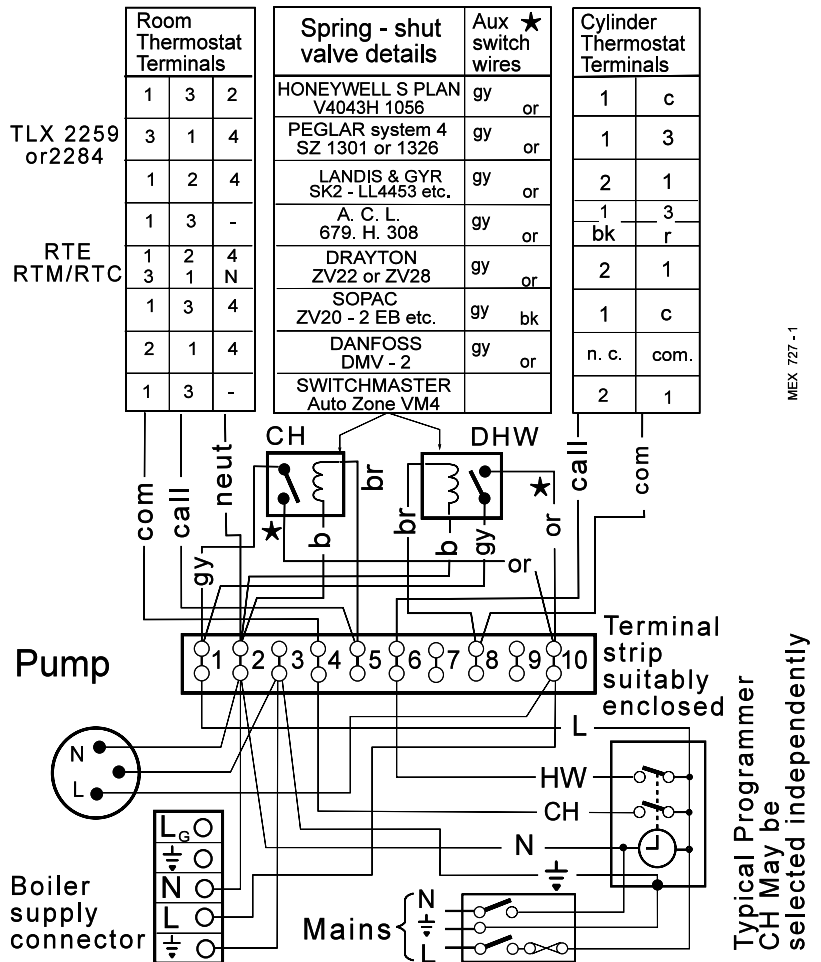 Room
Thermostat
Terminals
Spring - shut
valve details
Aux ★
switch
wires
Cylinder
Thermostat
Terminals
1 3 2
HONEYWELL S PLAN
V4043H 1056
gy
or
1 c
TLX 2259
or2284
3 1 4
PEGLAR system 4
SZ 1301 or 1326
gy
or
1 3
1 2 4
LANDIS & GYR
SK2 - LL4453 etc.
gy
or
2 1
1 3 -
A. C. L.
679. H. 308
gy
or
1 3
bk r
RTE
RTM/RTC
1 2 4
3 1 N
DRAYTON
ZV22 or ZV28
gy
or
2 1
1 3 4
SOPAC
ZV20 - 2 EB etc.
gy
bk
1 c
2 1 4
DANFOSS
DMV - 2
gy
or
n. c. com.
1 3 -
SWITCHMASTER
Auto Zone VM4
2 1
MEX 727 - 1
CH
DHW
com
call
neut
gy
★
b
br
br
b
gy
★
or
or
call
com
1 2 3 4 5 6 7 8 9 10
Terminal
strip
suitably
enclosed
Pump
N
L
L
HW
CH
N
Typical Programmer
CH May be
selected independently
Boiler
supply
connector
LG
N
L
Mains
N
L